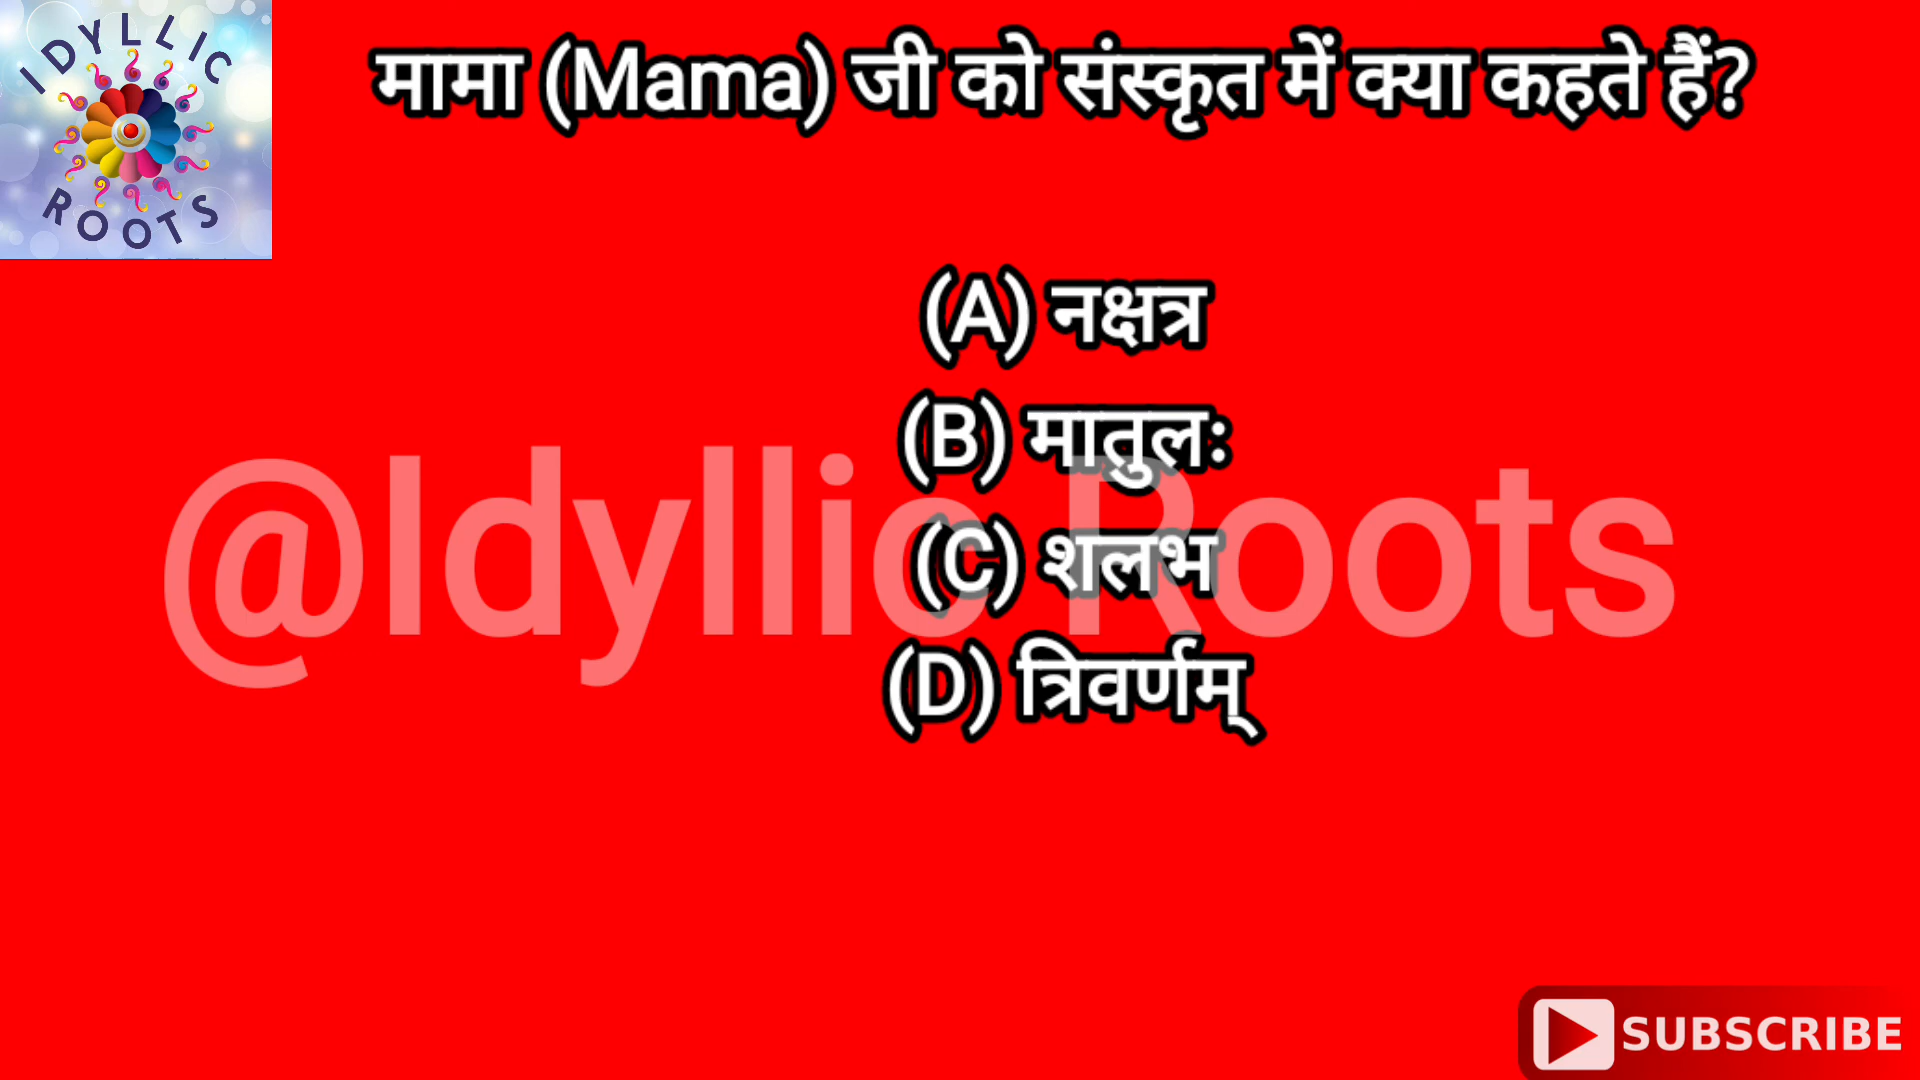 IDYLLIC
ROOTS
मामा (Mama) जी को संस्कृत में क्या कहते हैं?
(A) नक्षत्र
(B) मातुलः
(C) शलभ
(D) त्रिवर्णम्
@Idyllic Roots
SUBSCRIBE